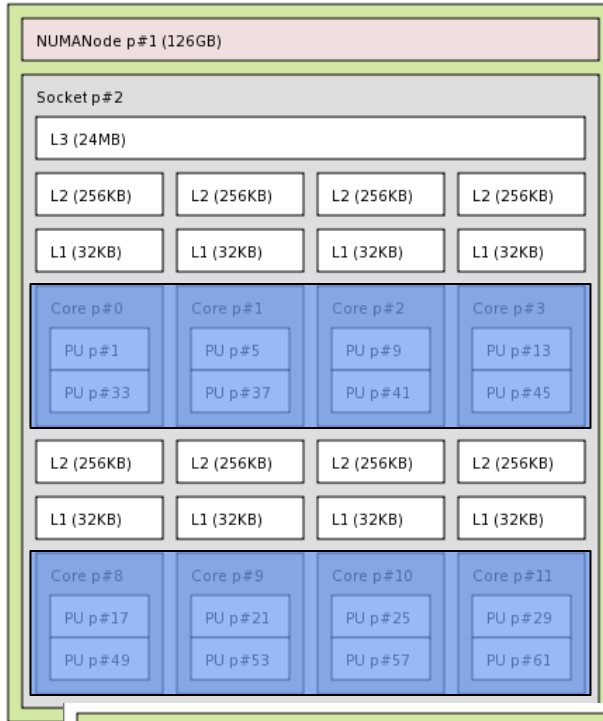 NUMANode p#1 (126GB)
Socket p#2
L3 (24MB)
L2 (256KB) L2 (256KB) L2 (256KB) L2 (256KB)
L1 (32KB) L1 (32KB) L1 (32KB) L1 (32KB)
Core p#0 Core p#1 Core p#2 Core p#3
PU p#1 PU p#5 PU p#9 PU p#13
PU p#33 PU p#37 PU p#41 PU p#45
L2 (256KB) L2 (256KB) L2 (256KB) L2 (256KB)
L1 (32KB) L1 (32KB) L1 (32KB) L1 (32KB)
Core p#8 Core p#9 Core p#10 Core p#11
PU p#17 PU p#21 PU p#25 PU p#29
PU p#49 PU p#53 PU p#57 PU p#61